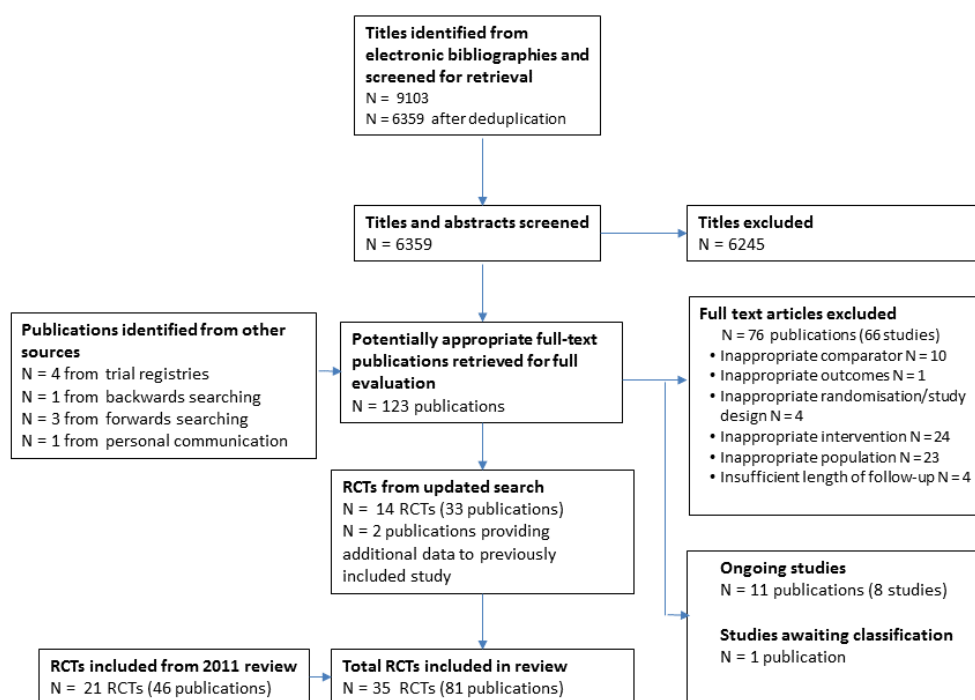 Titles identified from
electronic bibliographies and
screened for retrieval
N = 9103
N = 6359 after deduplication
Titles and abstracts screened
N = 6359
Titles excluded
N = 6245
Publications identified from other
sources
N = 4 from trial registries
N = 1 from backwards searching
N = 3 from forwards searching
N = 1 from personal communication
Potentially appropriate full-text
publications retrieved for full
evaluation
N = 123 publications
Full text articles excluded
N = 76 publications (66 studies)
• Inappropriate comparator N = 10
• Inappropriate outcomes N = 1
• Inappropriate randomisation/study
design N = 4
• Inappropriate intervention N = 24
• Inappropriate population N = 23
• Insufficient length of follow-up N = 4
RCTs from updated search
N = 14 RCTs (33 publications)
N = 2 publications providing
additional data to previously
included study
Ongoing studies
N = 11 publications (8 studies)
Studies awaiting classification
N = 1 publication
RCTs included from 2011 review
N = 21 RCTs (46 publications)
Total RCTs included in review
N = 35 RCTs (81 publications)